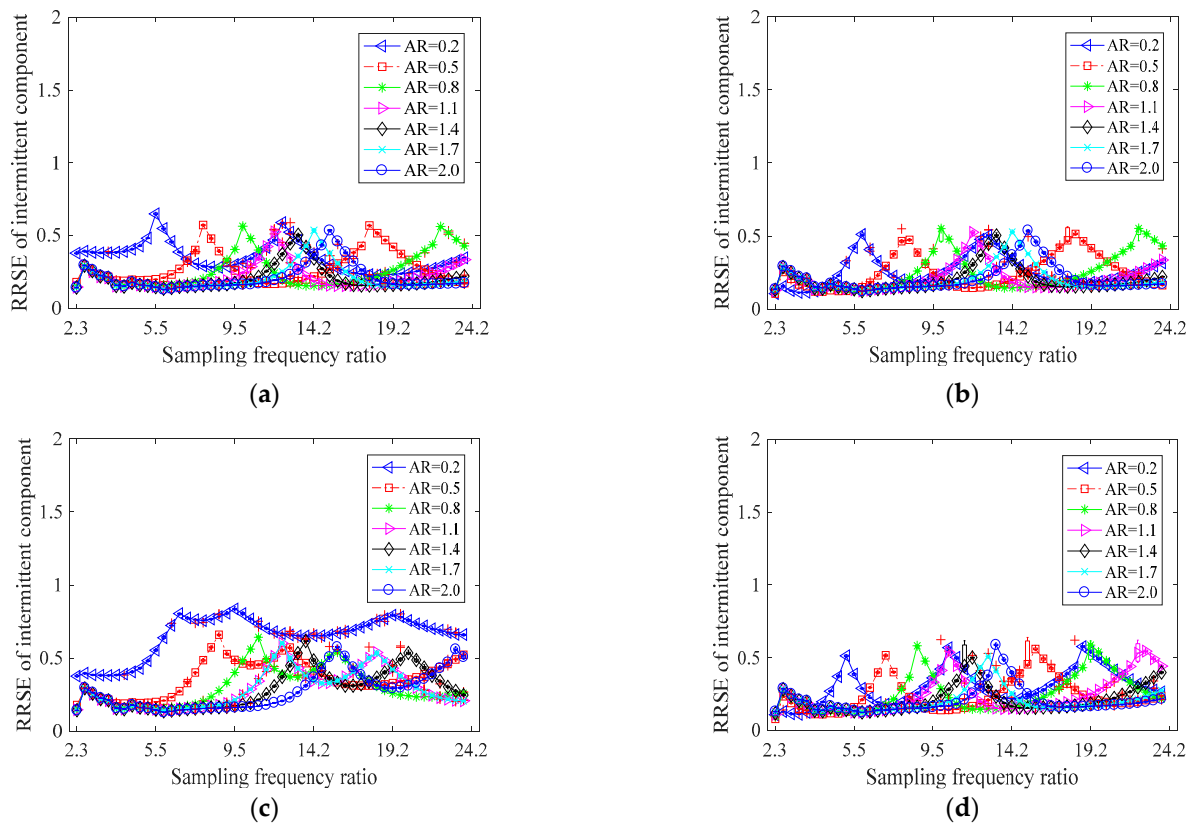 RRSE of intermittent component
2
1.5
1
0.5
0
2.3 5.5 9.5 14.2 19.2 24.2
Sampling frequency ratio
AR=0.2
AR=0.5
AR=0.8
AR=1.1
AR=1.4
AR=1.7
AR=2.0
(a)
RRSE of intermittent component
2
1.5
1
0.5
0
2.3 5.5 9.5 14.2 19.2 24.2
Sampling frequency ratio
AR=0.2
AR=0.5
AR=0.8
AR=1.1
AR=1.4
AR=1.7
AR=2.0
(b)
RRSE of intermittent component
2
1.5
1
0.5
0
2.3 5.5 9.5 14.2 19.2 24.2
Sampling frequency ratio
AR=0.2
AR=0.5
AR=0.8
AR=1.1
AR=1.4
AR=1.7
AR=2.0
(c)
RRSE of intermittent component
2
1.5
1
0.5
0
2.3 5.5 9.5 14.2 19.2 24.2
Sampling frequency ratio
AR=0.2
AR=0.5
AR=0.8
AR=1.1
AR=1.4
AR=1.7
AR=2.0
(d)